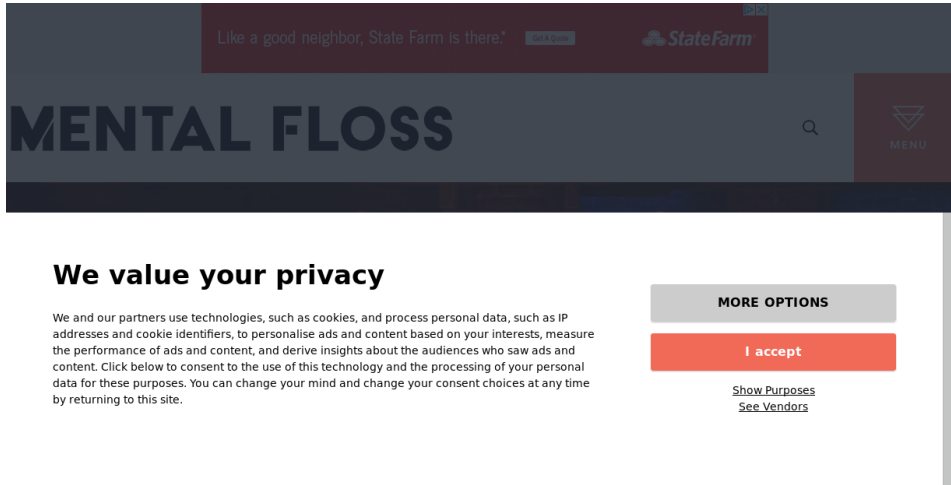 Like a good neighbor, State Farm is there.®
Get A Quote
StateFarm
MENTAL FLOSS
MENU
We value your privacy
We and our partners use technologies, such as cookies, and process personal data, such as IP
addresses and cookie identifiers, to personalise ads and content based on your interests, measure
the performance of ads and content, and derive insights about the audiences who saw ads and
content. Click below to consent to the use of this technology and the processing of your personal
data for these purposes. You can change your mind and change your consent choices at any time
by returning to this site.
MORE OPTIONS
I accept
Show Purposes
See Vendors